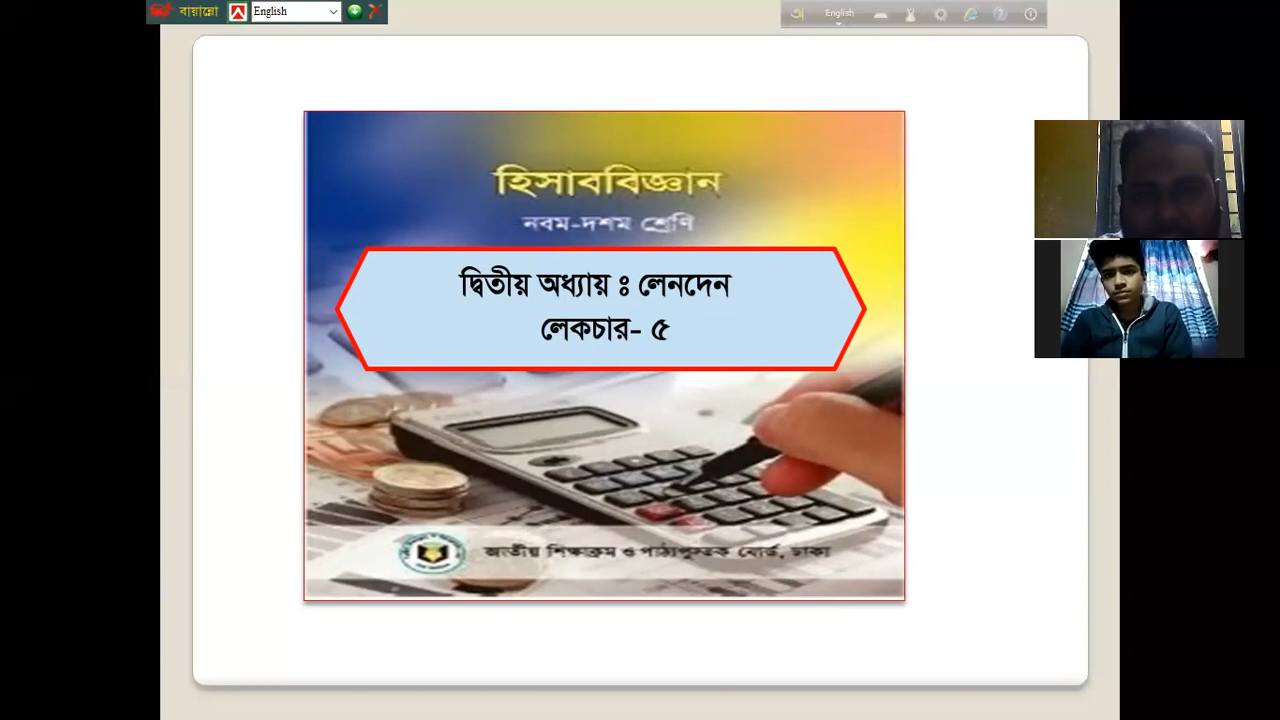 বায়ান্নো
English
অ
English
হিসাববিজ্ঞান
নবম-দশম শ্রেণি
দ্বিতীয় অধ্যায় ঃ লেনদেন
লেকচার- ৫
জাতীয় শিক্ষাক্রম ও পাঠ্যপুস্তক বোর্ড, ঢাকা